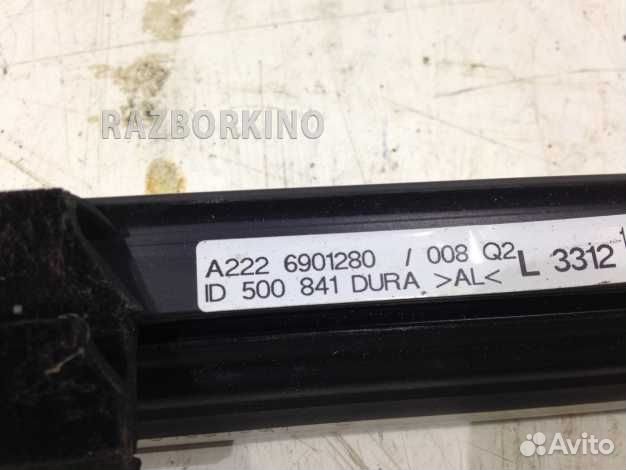 RAZBORKINO
A222 6901280 / 008 Q2
ID 500 841 DURA >AL<
L 3312
Avito